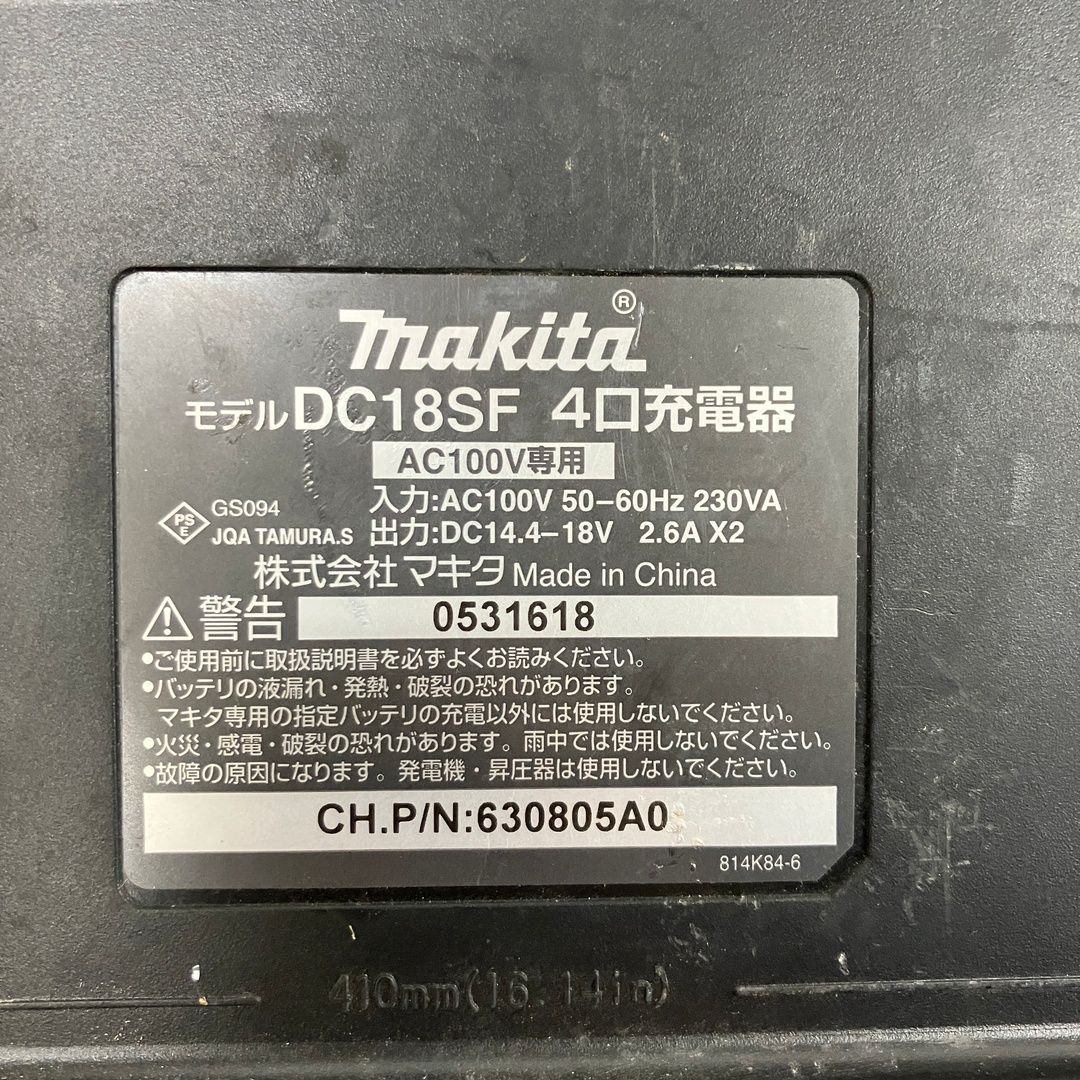 makita®
モデル DC18SF 4口充電器
AC100V専用
PSE GS094 JQA TAMURA.S
入力:AC100V 50–60Hz 230VA
出力:DC14.4–18V 2.6A X2
株式会社 マキタ Made in China
警告 0531618
•ご使用前に取扱説明書を必ずよくお読みください。
•バッテリの液漏れ・発熱・破裂の恐れがあります。
マキタ専用の指定バッテリの充電以外には使用しないでください。
•火災・感電・破裂の恐れがあります。雨中では使用しないでください。
•故障の原因になります。発電機・昇圧器は使用しないでください。
CH.P/N:630805A0
814K84-6
410mm(16-14in)